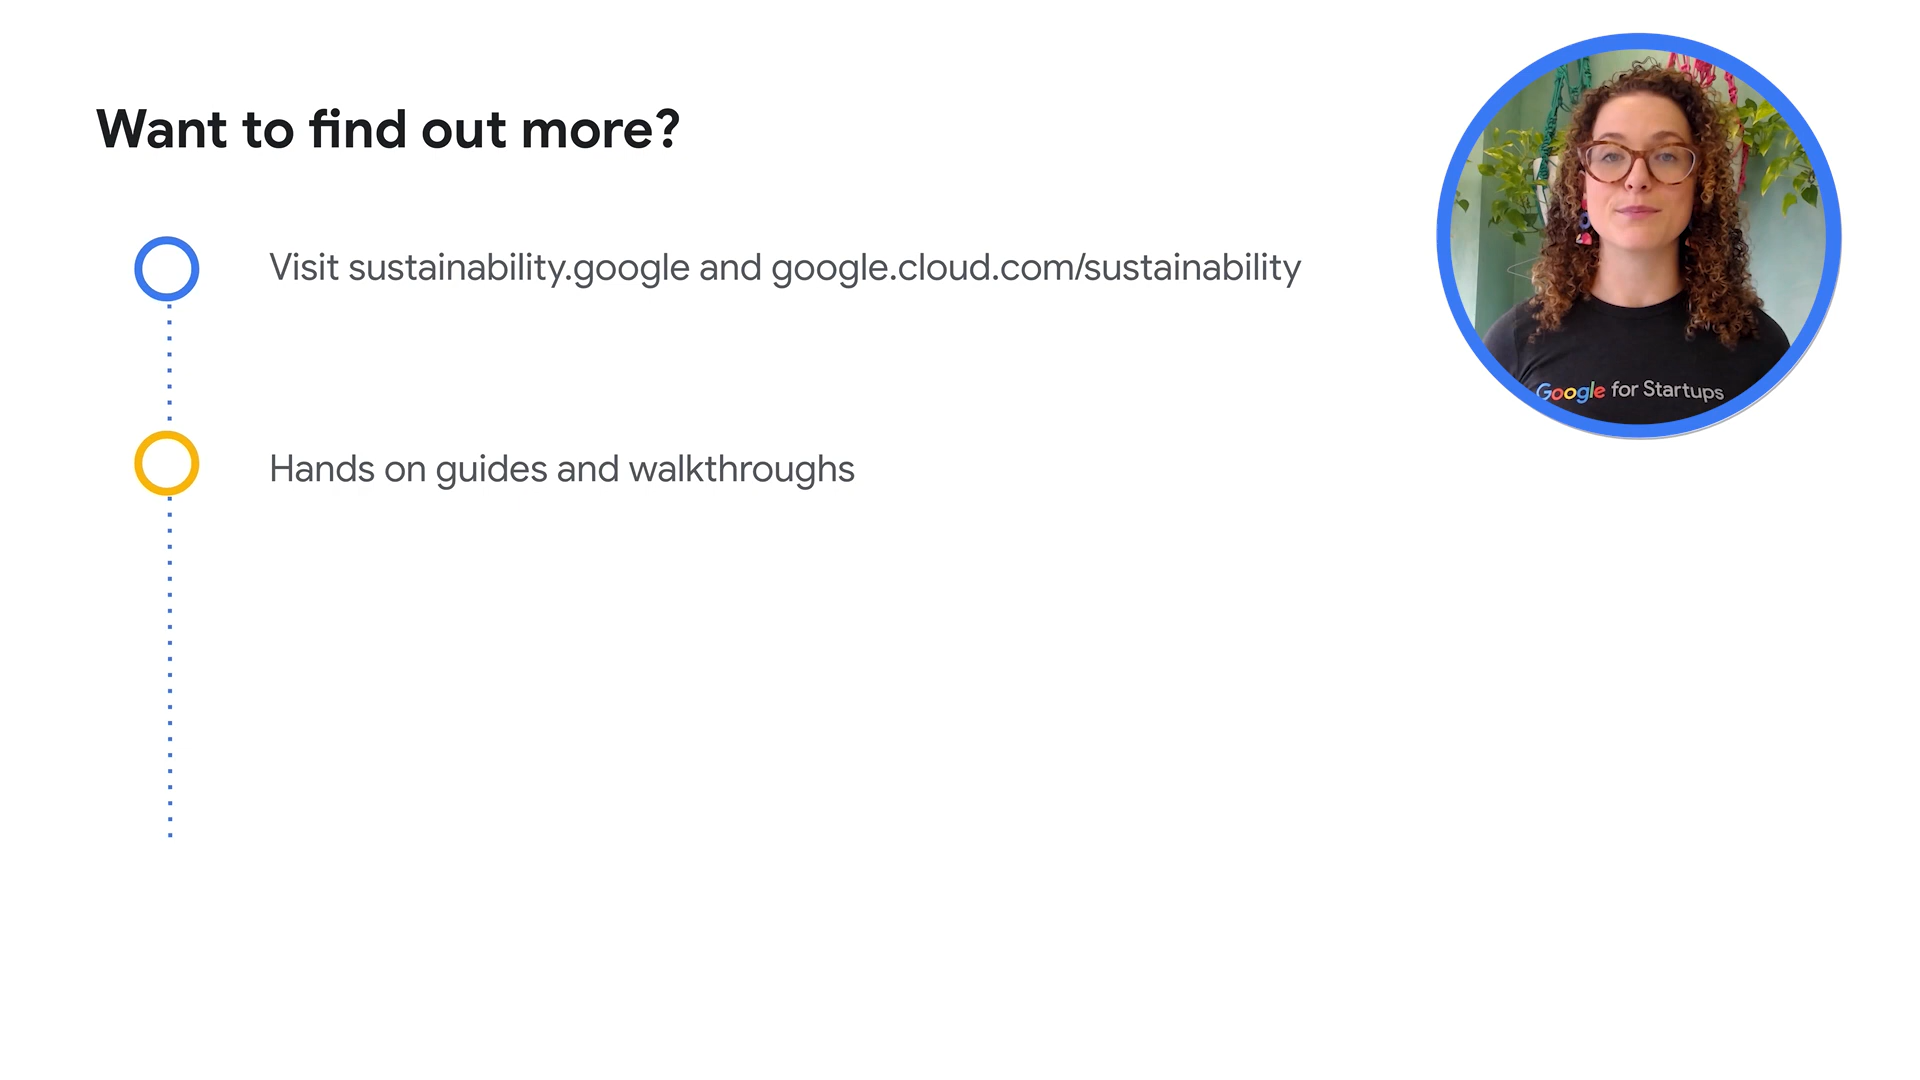 Want to find out more?
Visit sustainability.google and google.cloud.com/sustainability
Hands on guides and walkthroughs
Google for Startups